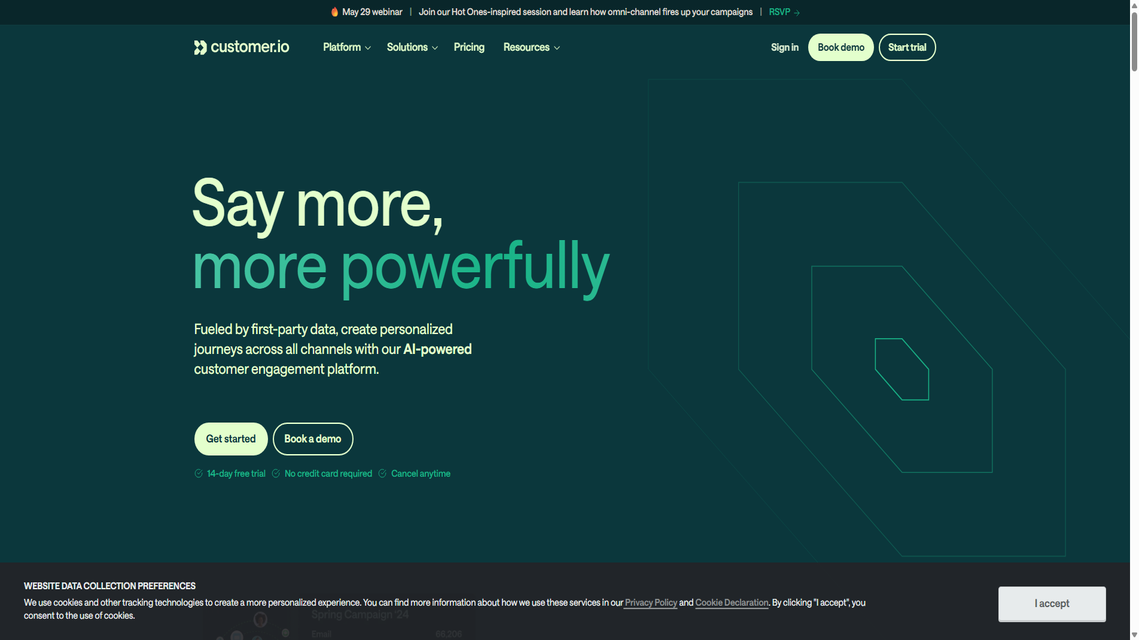 🔥 May 29 webinar | Join our Hot Ones-inspired session and learn how omni-channel fires up your campaigns | RSVP →
customer.io Platform Solutions Pricing Resources Sign in Book demo Start trial
Say more,
more powerfully
Fueled by first-party data, create personalized
journeys across all channels with our AI-powered
customer engagement platform.
Get started Book a demo
14-day free trial No credit card required Cancel anytime
WEBSITE DATA COLLECTION PREFERENCES
We use cookies and other tracking technologies to create a more personalized experience. You can find more information about how we use these services in our Privacy Policy and Cookie Declaration. By clicking "I accept", you
consent to the use of cookies.
I accept
Spring Campaign '24
Email